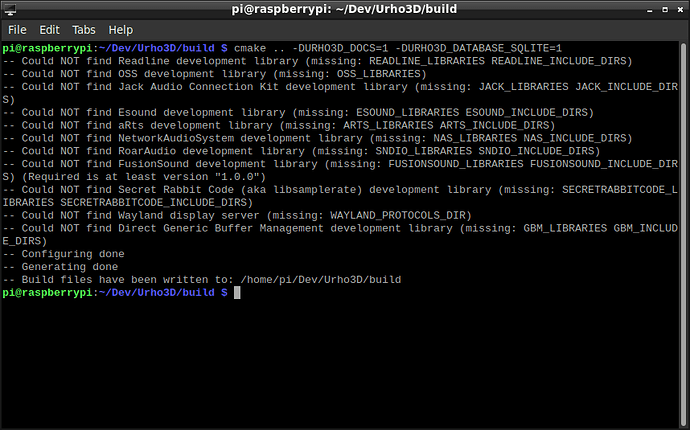 pi@raspberrypi: ~/Dev/Urho3D/build
File Edit Tabs Help
pi@raspberrypi:~/Dev/Urho3D/build $ cmake .. -DURHO3D_DOCS=1 -DURHO3D_DATABASE_SQLITE=1
-- Could NOT find Readline development library (missing: READLINE_LIBRARIES READLINE_INCLUDE_DIRS)
-- Could NOT find OSS development library (missing: OSS_LIBRARIES)
-- Could NOT find Jack Audio Connection Kit development library (missing: JACK_LIBRARIES JACK_INCLUDE_DIR
S)
-- Could NOT find Esound development library (missing: ESOUND_LIBRARIES ESOUND_INCLUDE_DIRS)
-- Could NOT find aRts development library (missing: ARTS_LIBRARIES ARTS_INCLUDE_DIRS)
-- Could NOT find NetworkAudioSystem development library (missing: NAS_LIBRARIES NAS_INCLUDE_DIRS)
-- Could NOT find RoarAudio development library (missing: SNDIO_LIBRARIES SNDIO_INCLUDE_DIRS)
-- Could NOT find FusionSound development library (missing: FUSIONSOUND_LIBRARIES FUSIONSOUND_INCLUDE_DIR
S) (Required is at least version "1.0.0")
-- Could NOT find Secret Rabbit Code (aka libsamplerate) development library (missing: SECRETRABBITCODE_L
IBRARIES SECRETRABBITCODE_INCLUDE_DIRS)
-- Could NOT find Wayland display server (missing: WAYLAND_PROTOCOLS_DIR)
-- Could NOT find Direct Generic Buffer Management development library (missing: GBM_LIBRARIES GBM_INCLUD
E_DIRS)
-- Configuring done
-- Generating done
-- Build files have been written to: /home/pi/Dev/Urho3D/build
pi@raspberrypi:~/Dev/Urho3D/build $